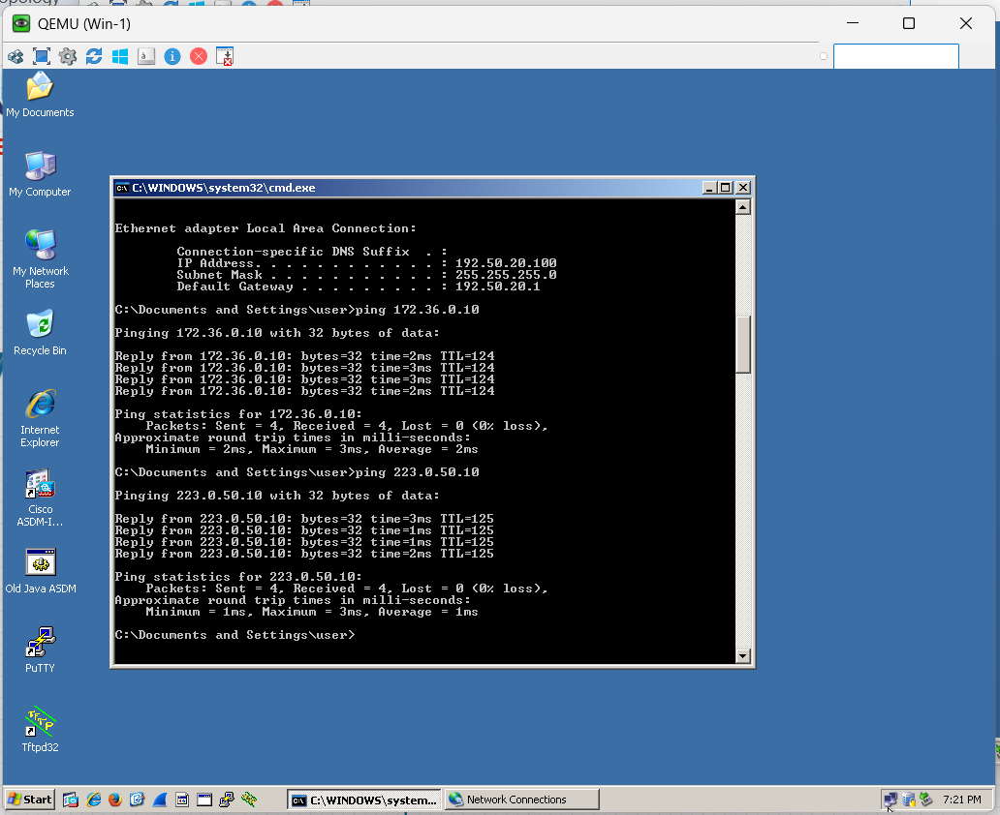 QEMU (Win-1)
My Documents
My Computer
My Network
Places
Recycle Bin
Internet
Explorer
Cisco
ASDM-I...
Old Java ASDM
PuTTY
Tftpd32
C:\WINDOWS\system32\cmd.exe
Ethernet adapter Local Area Connection:
Connection-specific DNS Suffix  . :
IP Address. . . . . . . . . . . . : 192.50.20.100
Subnet Mask . . . . . . . . . . . : 255.255.255.0
Default Gateway . . . . . . . . . : 192.50.20.1
C:\Documents and Settings\user>ping 172.36.0.10
Pinging 172.36.0.10 with 32 bytes of data:
Reply from 172.36.0.10: bytes=32 time=2ms TTL=124
Reply from 172.36.0.10: bytes=32 time=3ms TTL=124
Reply from 172.36.0.10: bytes=32 time=3ms TTL=124
Reply from 172.36.0.10: bytes=32 time=2ms TTL=124
Ping statistics for 172.36.0.10:
Packets: Sent = 4, Received = 4, Lost = 0 (0% loss),
Approximate round trip times in milli-seconds:
Minimum = 2ms, Maximum = 3ms, Average = 2ms
C:\Documents and Settings\user>ping 223.0.50.10
Pinging 223.0.50.10 with 32 bytes of data:
Reply from 223.0.50.10: bytes=32 time=3ms TTL=125
Reply from 223.0.50.10: bytes=32 time=1ms TTL=125
Reply from 223.0.50.10: bytes=32 time=1ms TTL=125
Reply from 223.0.50.10: bytes=32 time=2ms TTL=125
Ping statistics for 223.0.50.10:
Packets: Sent = 4, Received = 4, Lost = 0 (0% loss),
Approximate round trip times in milli-seconds:
Minimum = 1ms, Maximum = 3ms, Average = 1ms
C:\Documents and Settings\user>
Start
C:\WINDOWS\system...
Network Connections
7:21 PM